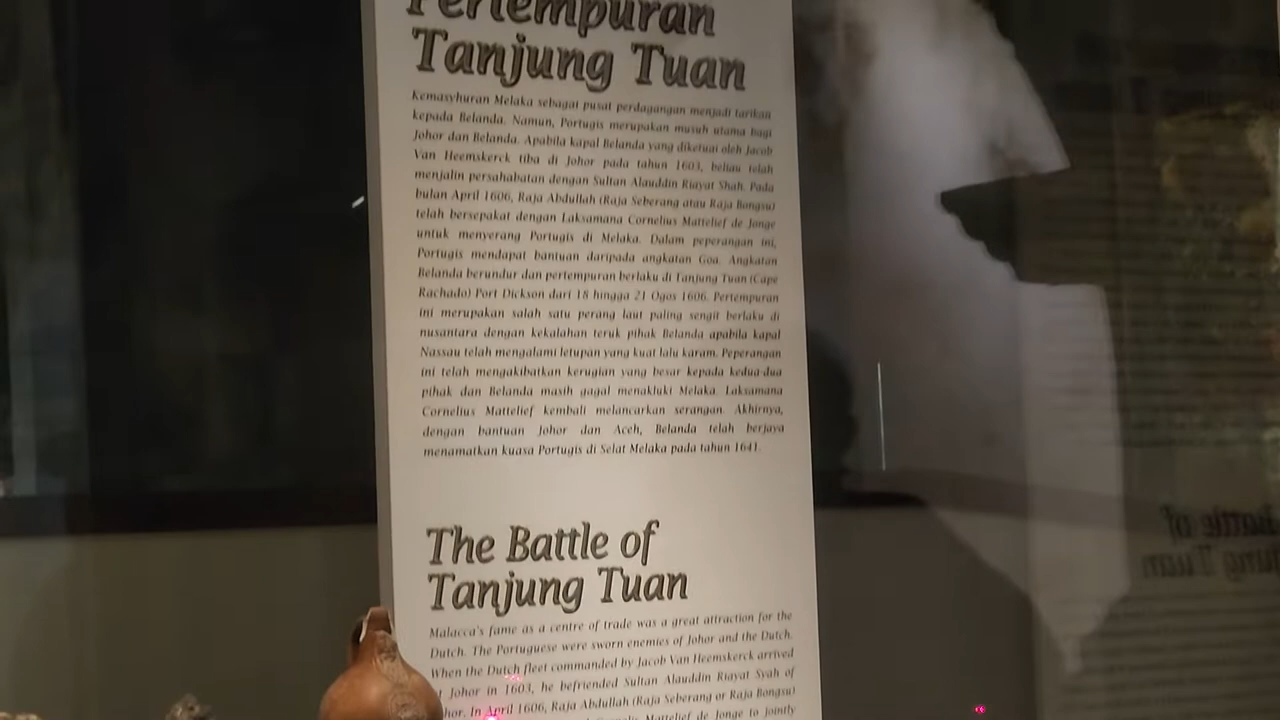 Pertempuran
Tanjung Tuan
Kemasyhuran Melaka sebagai pusat perdagangan menjadi tarikan
kepada Belanda. Namun, Portugis merupakan musuh utama bagi
Johor dan Belanda. Apabila kapal Belanda yang diketuai oleh Jacob
Van Heemskerck tiba di Johor pada tahun 1603, beliau telah
menjalin persahabatan dengan Sultan Alauddin Riayat Shah. Pada
bulan April 1606, Raja Abdullah (Raja Seberang atau Raja Bongsu)
telah bersepakat dengan Laksamana Cornelius Mattelief de Jonge
untuk menyerang Portugis di Melaka. Dalam peperangan ini,
Portugis mendapat bantuan daripada angkatan Goa. Angkatan
Belanda berundur dan pertempuran berlaku di Tanjung Tuan (Cape
Rachado) Port Dickson dari 18 hingga 21 Ogos 1606. Pertempuran
ini merupakan salah satu perang laut paling sengit berlaku di
nusantara dengan kekalahan teruk pihak Belanda apabila kapal
Nassau telah mengalami letupan yang kuat lalu karam. Peperangan
ini telah mengakibatkan kerugian yang besar kepada kedua-dua
pihak dan Belanda masih gagal menakluki Melaka. Laksamana
Cornelius Mattelief kembali melancarkan serangan. Akhirnya,
dengan bantuan Johor dan Aceh, Belanda telah berjaya
menamatkan kuasa Portugis di Selat Melaka pada tahun 1641.
The Battle of
Tanjung Tuan
Malacca's fame as a centre of trade was a great attraction for the
Dutch. The Portuguese were sworn enemies of Johor and the Dutch.
When the Dutch fleet commanded by Jacob Van Heemskerck arrived
Johor in 1603, he befriended Sultan Alauddin Riayat Syah of
In April 1606, Raja Abdullah (Raja Seberang or Raja Bongsu)
Mattelief de Jonge to jointly